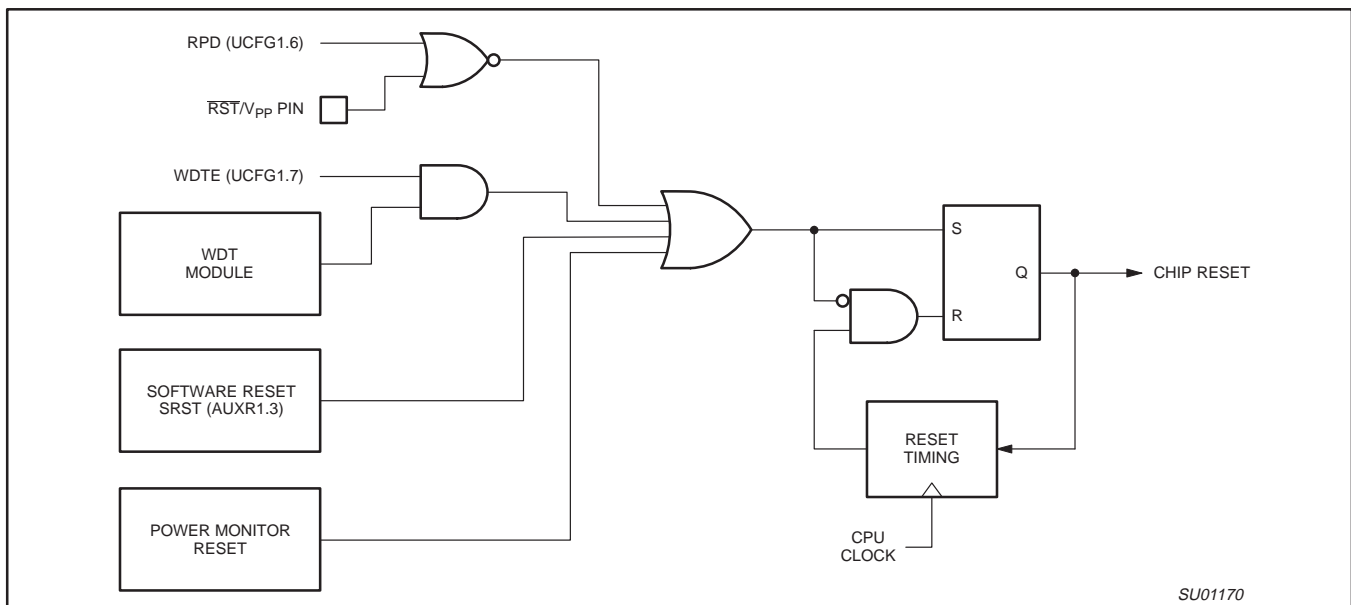 RPD (UCFG1.6)
RST/VPP PIN
WDTE (UCFG1.7)
WDT
MODULE
SOFTWARE RESET
SRST (AUXR1.3)
POWER MONITOR
RESET
S
Q
R
CHIP RESET
RESET
TIMING
CPU
CLOCK
SU01170